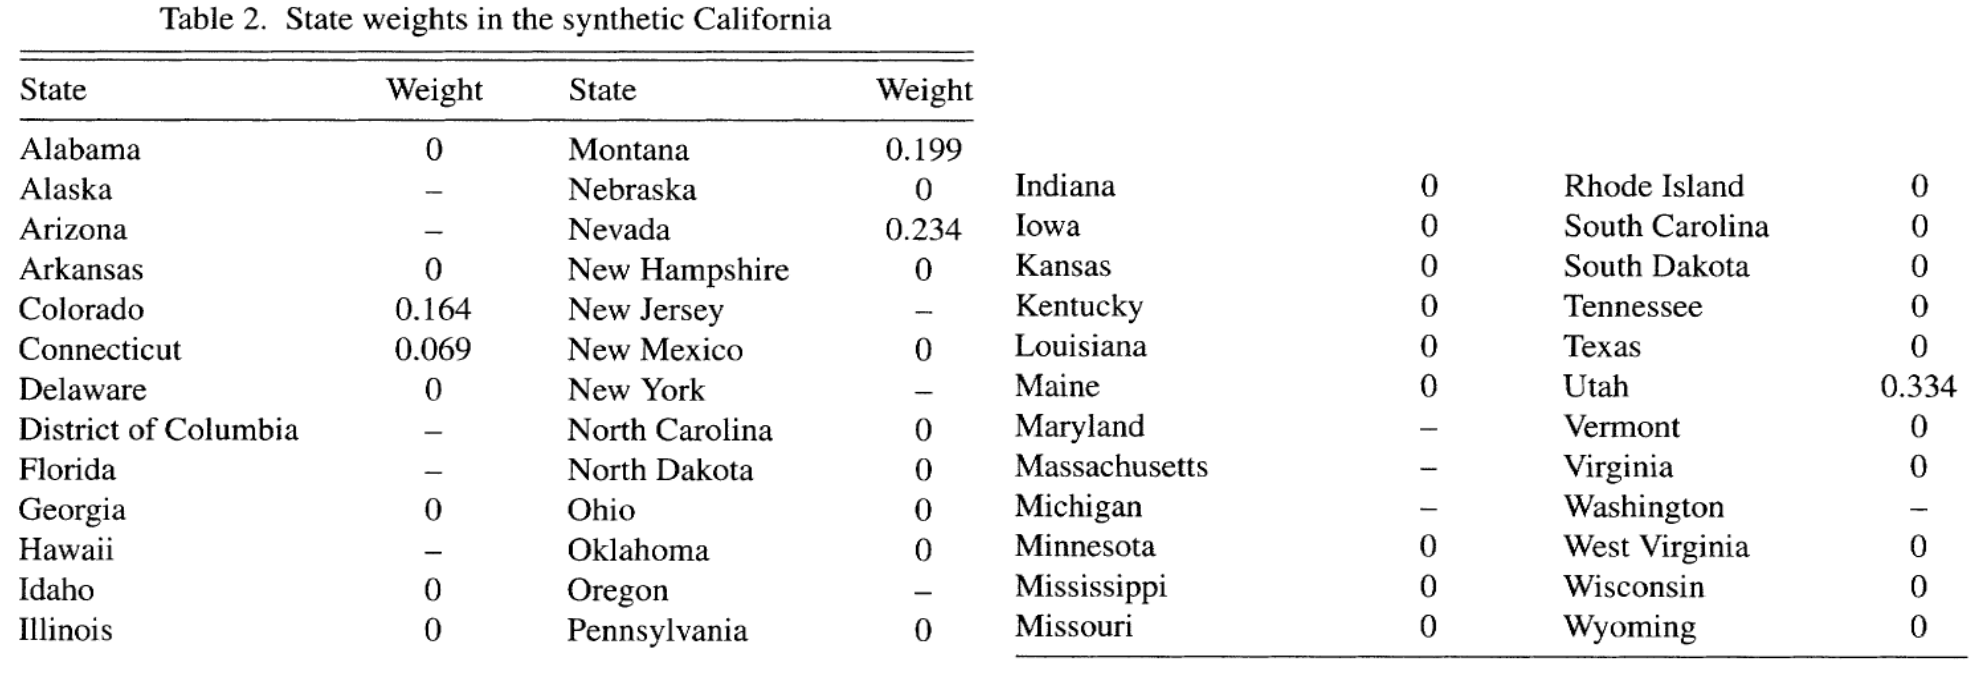 Table 2. State weights in the synthetic California
State Weight State Weight
Alabama 0 Montana 0.199
Alaska – Nebraska 0
Arizona – Nevada 0.234
Arkansas 0 New Hampshire 0
Colorado 0.164 New Jersey –
Connecticut 0.069 New Mexico 0
Delaware 0 New York –
District of Columbia – North Carolina 0
Florida – North Dakota 0
Georgia 0 Ohio 0
Hawaii – Oklahoma 0
Idaho 0 Oregon –
Illinois 0 Pennsylvania 0
Indiana 0 Rhode Island 0
Iowa 0 South Carolina 0
Kansas 0 South Dakota 0
Kentucky 0 Tennessee 0
Louisiana 0 Texas 0
Maine 0 Utah 0.334
Maryland – Vermont 0
Massachusetts – Virginia 0
Michigan – Washington –
Minnesota 0 West Virginia 0
Mississippi 0 Wisconsin 0
Missouri 0 Wyoming 0